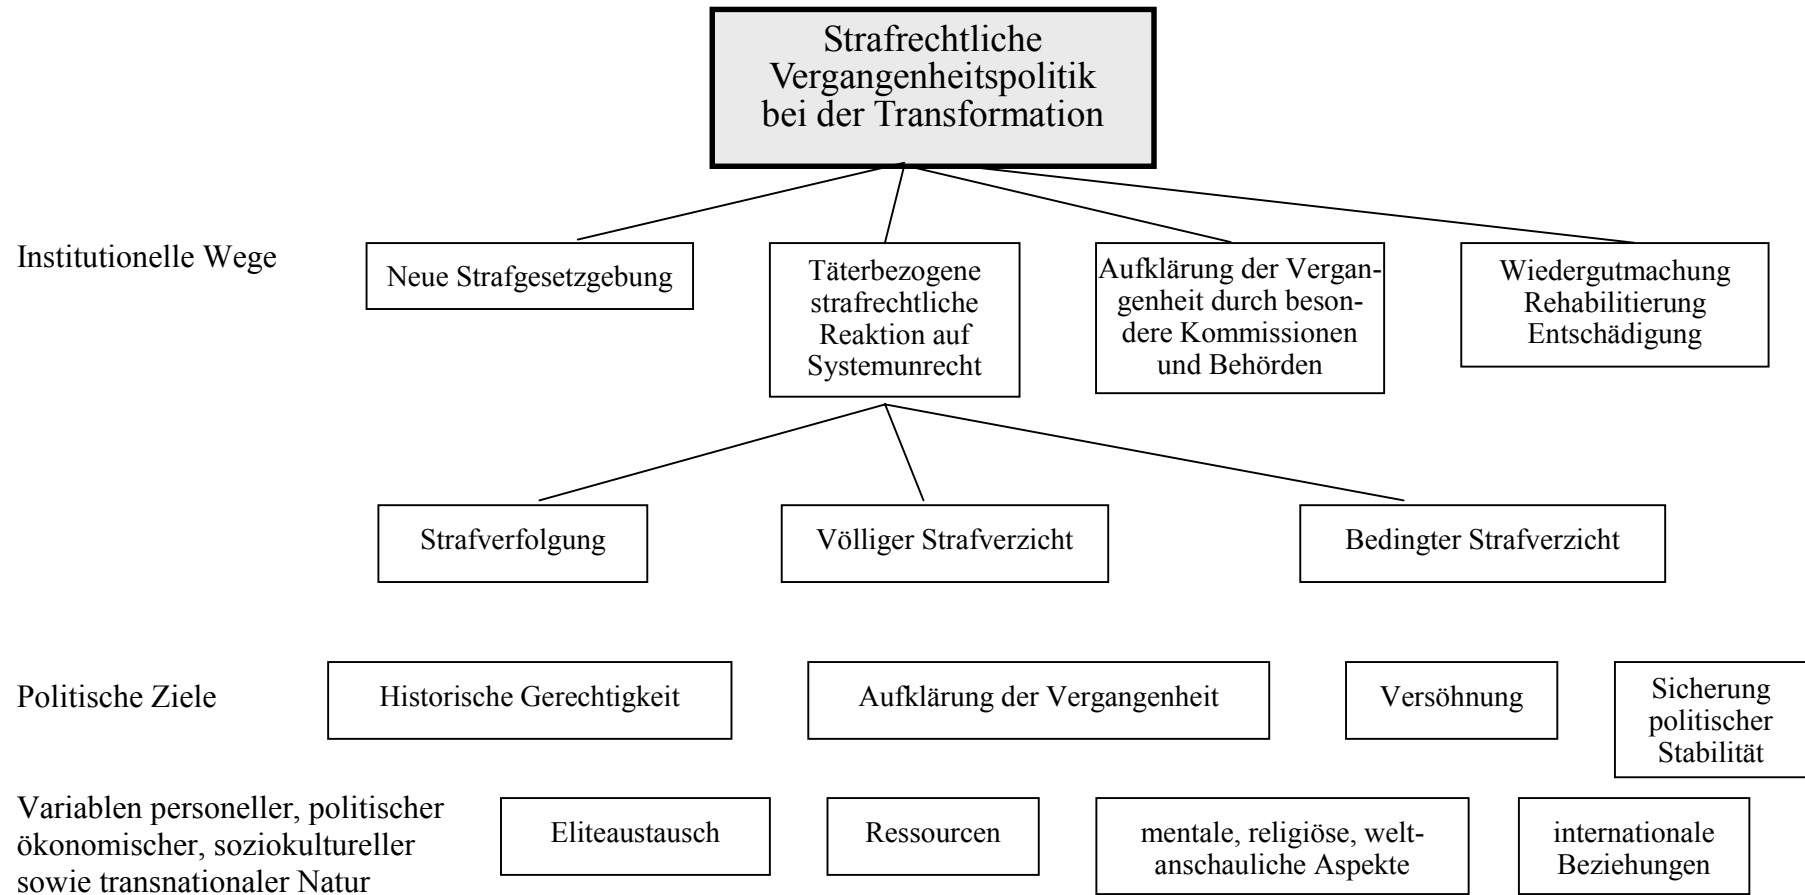 Strafrechtliche
Vergangenheitspolitik
bei der Transformation
Institutionelle Wege
Neue Strafgesetzgebung
Täterbezogene
strafrechtliche
Reaktion auf
Systemunrecht
Aufklärung der Vergan-
genheit durch beson-
dere Kommissionen
und Behörden
Wiedergutmachung
Rehabilitierung
Entschädigung
Strafverfolgung
Völliger Strafverzicht
Bedingter Strafverzicht
Politische Ziele
Historische Gerechtigkeit
Aufklärung der Vergangenheit
Versöhnung
Sicherung
politischer
Stabilität
Variablen personeller, politischer
ökonomischer, soziokultureller
sowie transnationaler Natur
Eliteaustausch
Ressourcen
mentale, religiöse, welt-
anschauliche Aspekte
internationale
Beziehungen